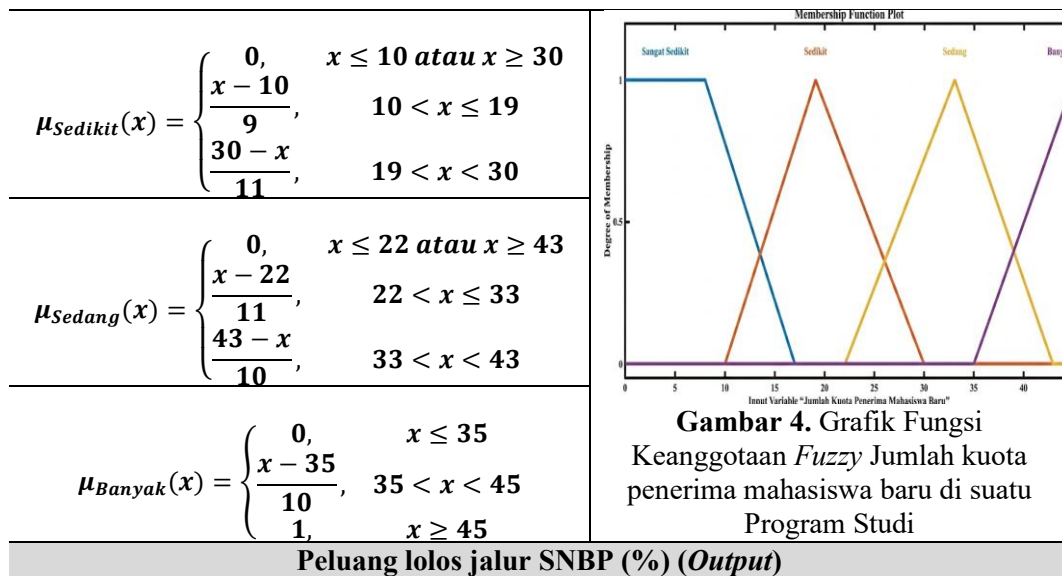 μSedikit(x) = { 0, x ≤ 10 atau x ≥ 30
x − 10 / 9, 10 < x ≤ 19
30 − x / 11, 19 < x < 30
μSedang(x) = { 0, x ≤ 22 atau x ≥ 43
x − 22 / 11, 22 < x ≤ 33
43 − x / 10, 33 < x < 43
μBanyak(x) = { 0, x ≤ 35
x − 35 / 10, 35 < x < 45
1, x ≥ 45
Membership Function Plot
Sangat Sedikit Sedikit Sedang Bany
Degree of Membership
1
0.5
0
0 5 10 15 20 25 30 35 40
Input Variable "Jumlah Kuota Penerima Mahasiswa Baru"
Gambar 4. Grafik Fungsi
Keanggotaan Fuzzy Jumlah kuota
penerima mahasiswa baru di suatu
Program Studi
Peluang lolos jalur SNBP (%) (Output)